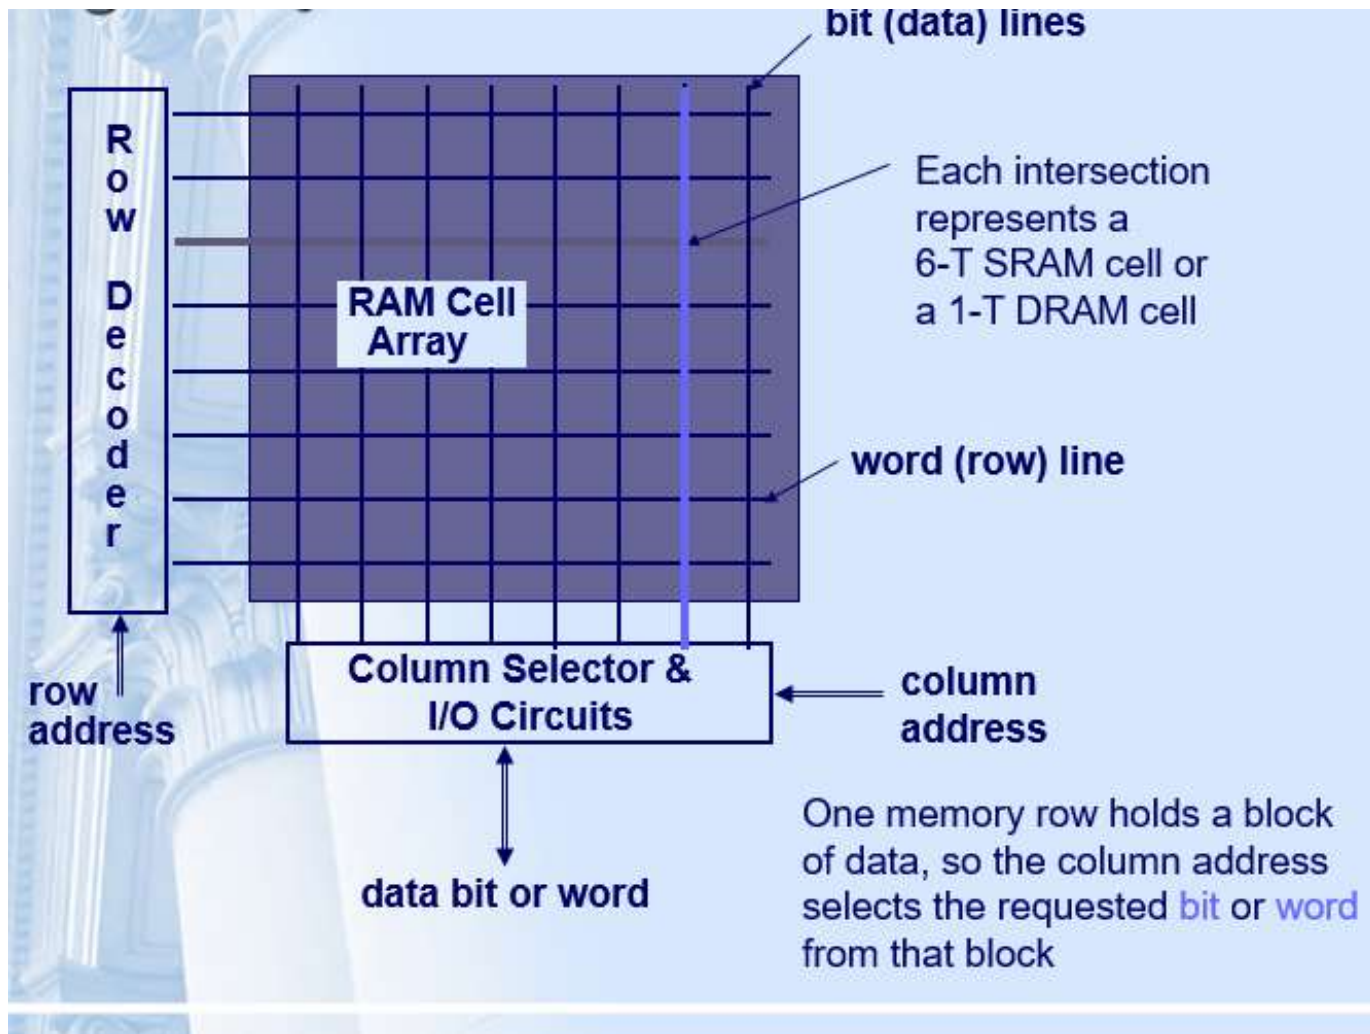 bit (data) lines
Row Decoder
Each intersection
represents a
6-T SRAM cell or
a 1-T DRAM cell
RAM Cell
Array
word (row) line
Column Selector &
I/O Circuits
row
address
column
address
data bit or word
One memory row holds a block
of data, so the column address
selects the requested bit or word
from that block